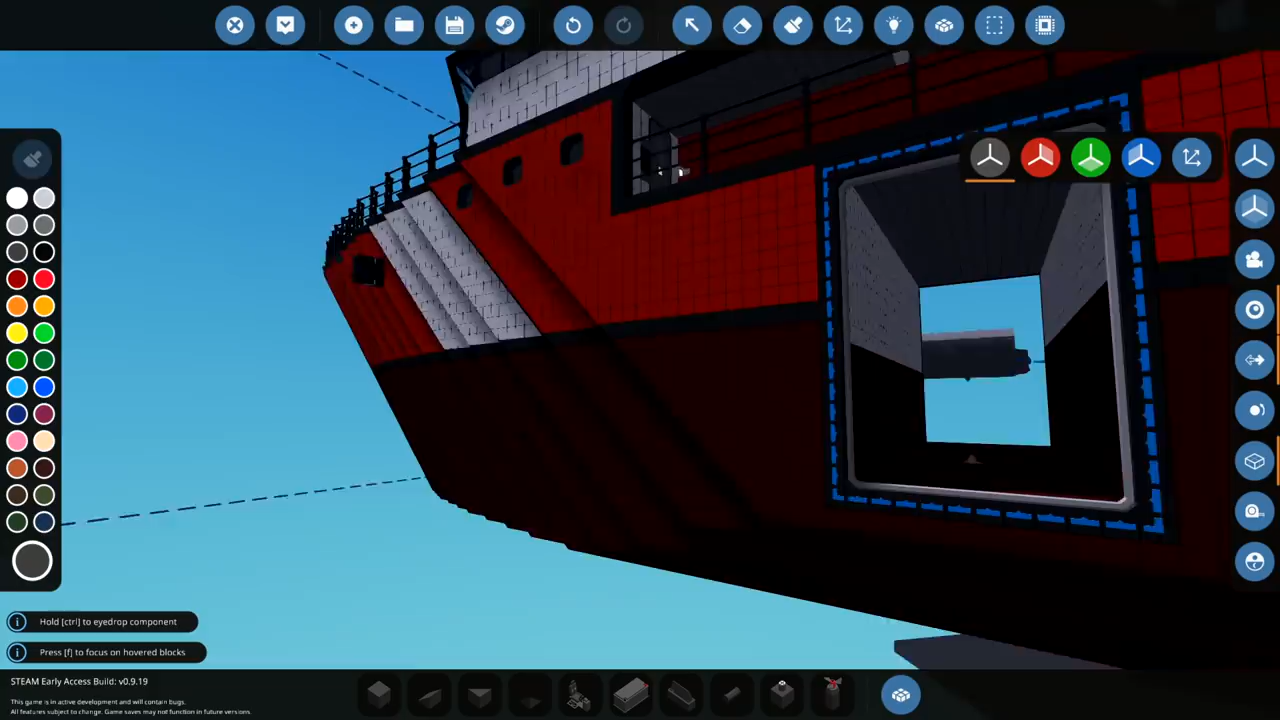 Hold [ctrl] to eyedrop component
Press [f] to focus on hovered blocks
STEAM Early Access Build: v0.9.19
This game is in active development and will contain bugs.
All features subject to change. Game saves may not function in future versions.